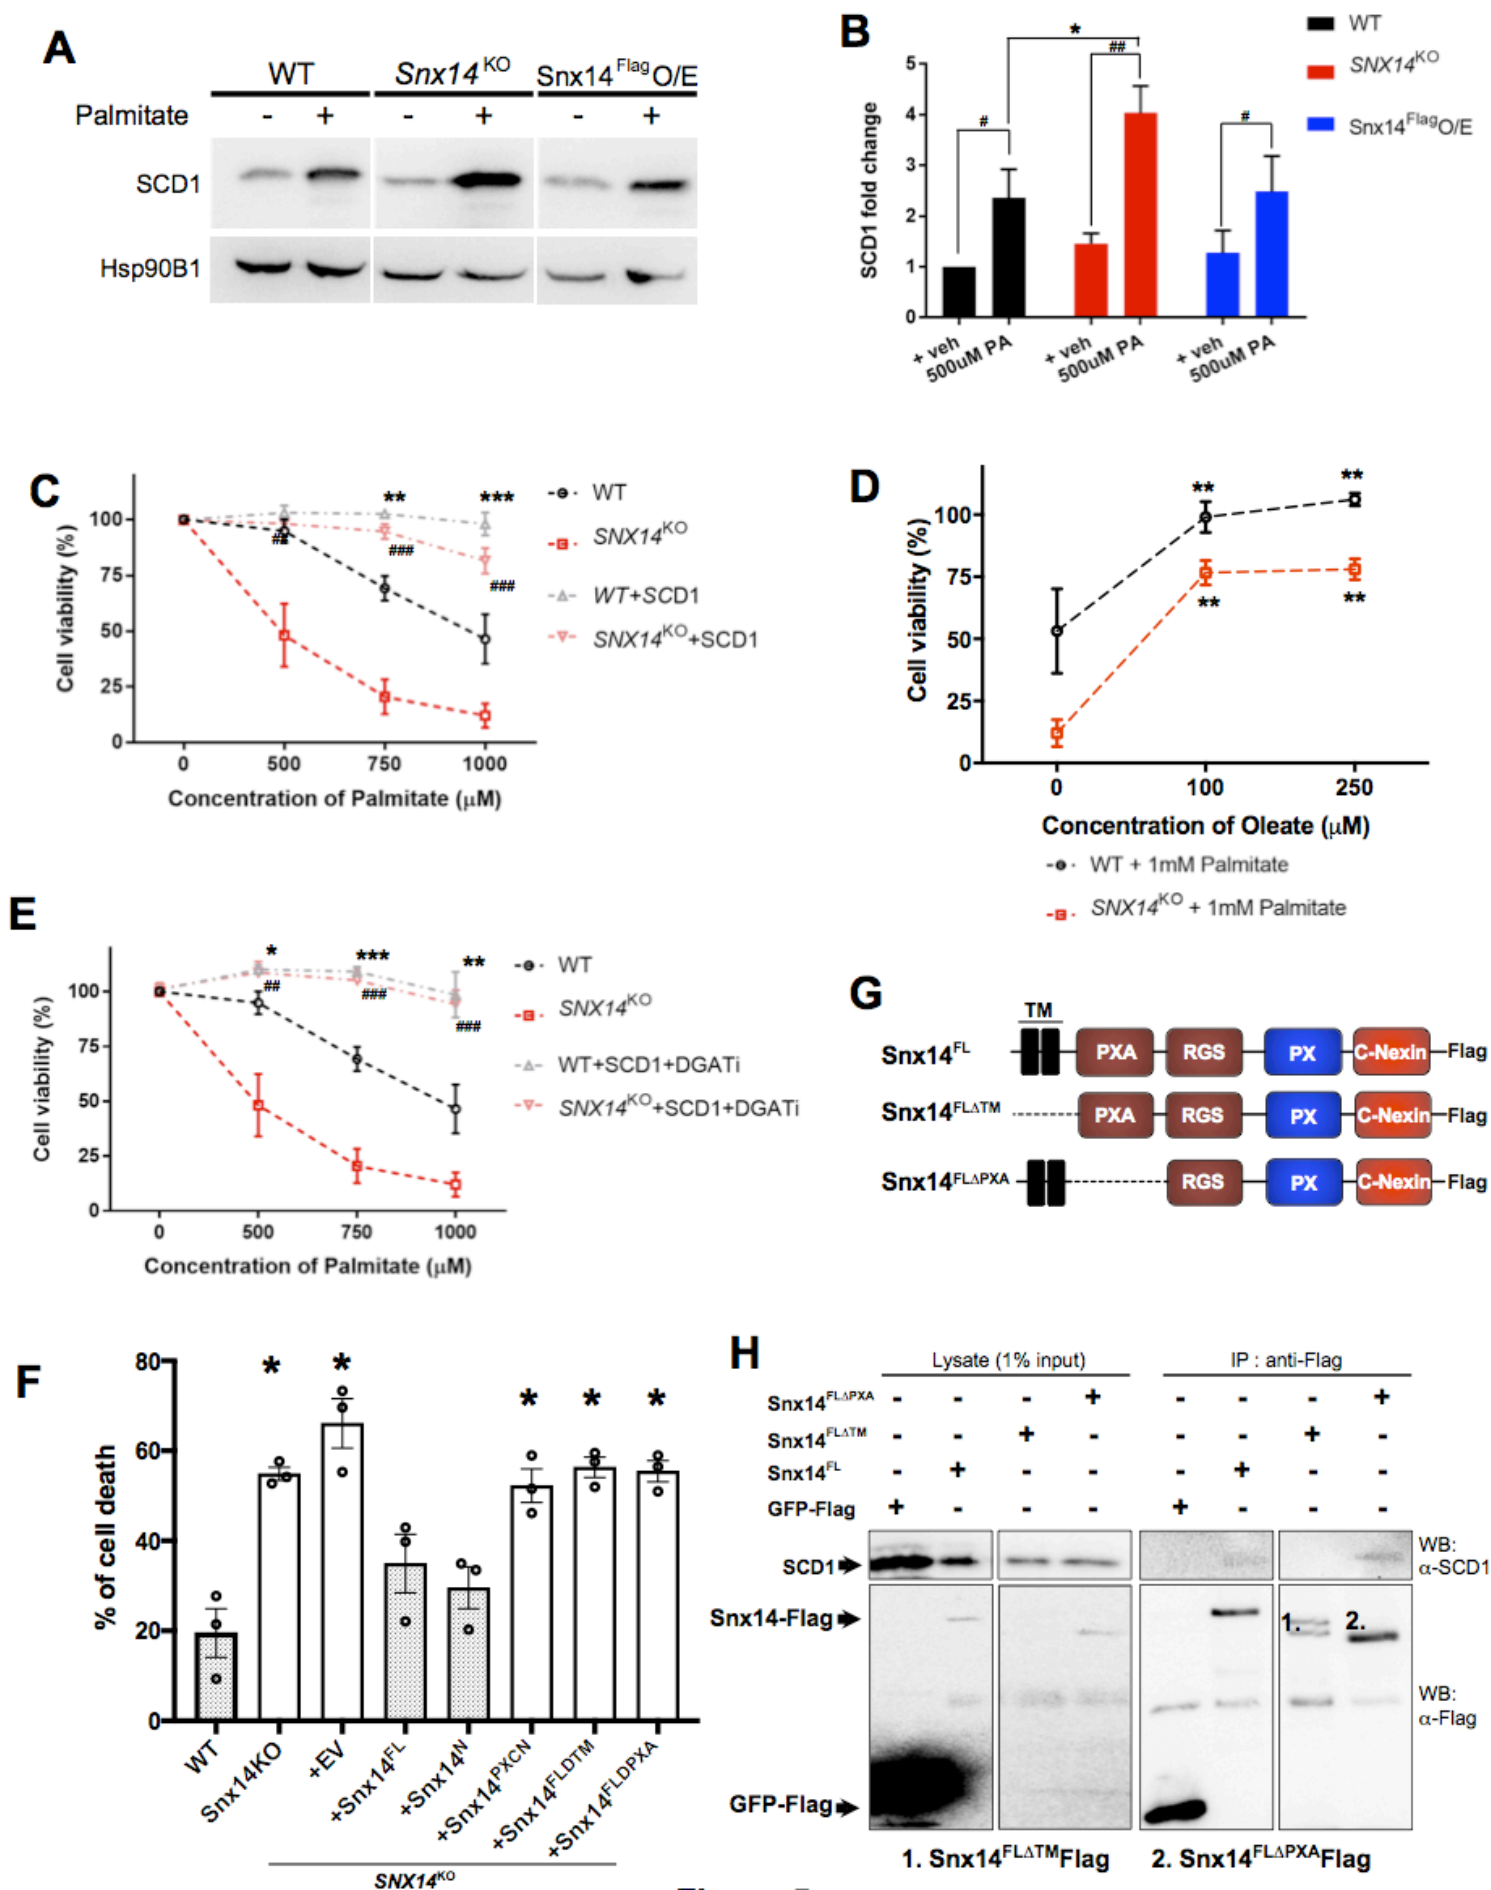 A
WT
Snx14KO
Snx14FlagO/E
Palmitate
- + - + - +
SCD1
Hsp90B1
B
WT
SNX14KO
Snx14FlagO/E
*
##
#
#
SCD1 fold change
5
4
3
2
1
0
+ veh
500uM PA
+ veh
500uM PA
+ veh
500uM PA
C
Cell viability (%)
100
75
50
25
0
##
**
###
***
###
0 500 750 1000
Concentration of Palmitate (µM)
WT
SNX14KO
WT+SCD1
SNX14KO+SCD1
D
Cell viability (%)
100
75
50
25
0
**
**
**
**
0 100 250
Concentration of Oleate (µM)
WT + 1mM Palmitate
SNX14KO + 1mM Palmitate
E
Cell viability (%)
100
75
50
25
0
*
##
***
###
**
###
0 500 750 1000
Concentration of Palmitate (µM)
WT
SNX14KO
WT+SCD1+DGATi
SNX14KO+SCD1+DGATi
G
TM
Snx14FL PXA RGS PX C-Nexin Flag
Snx14FLΔTM PXA RGS PX C-Nexin Flag
Snx14FLΔPXA RGS PX C-Nexin Flag
F
% of cell death
80
60
40
20
0
* * * * *
WT
Snx14KO
+EV
+Snx14FL
+Snx14N
+Snx14PXCN
+Snx14FLDTM
+Snx14FLDPXA
SNX14KO
H
Lysate (1% input) IP : anti-Flag
Snx14FLΔPXA - - - + - - - +
Snx14FLΔTM - - + - - - + -
Snx14FL - + - - - + - -
GFP-Flag + - - - + - - -
SCD1
WB:
α-SCD1
Snx14-Flag
1. 2.
WB:
α-Flag
GFP-Flag
1. Snx14FLΔTMFlag 2. Snx14FLΔPXAFlag